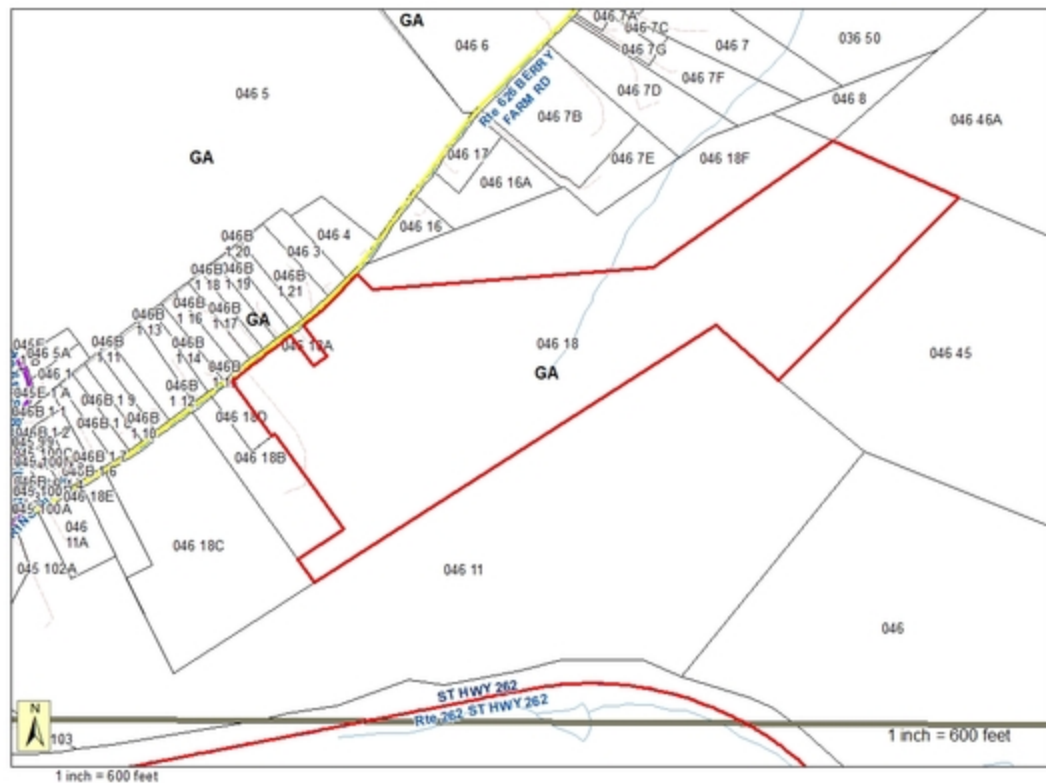 GA
046 6
046 7A
046 7C
046 7G
046 7
036 50
046 5
Rte 626 BERRY
FARM RD
046 7F
046 7D
046 8
046 7B
046 46A
GA
046 17
046 7E
046 18F
046 16A
046 16
046 4
046B
1 20
046 3
046B
1 18
046B
1 19
046B
1 21
046B
1 16
046B
1 17
GA
046B
1 13
046B
1 11
046B
1 14
046 18A
046 18
GA
046 45
046 5A
046 1
045E 1 A
046B 1 1
046B 1 9
046B
1 12
046B
1 10
046 18D
046B 1 2
046B 1 7
046 18B
046 18E
045 100A
046
11A
046 18C
045 102A
046 11
046
ST HWY 262
Rte 262 ST HWY 262
N
103
1 inch = 600 feet
1 inch = 600 feet